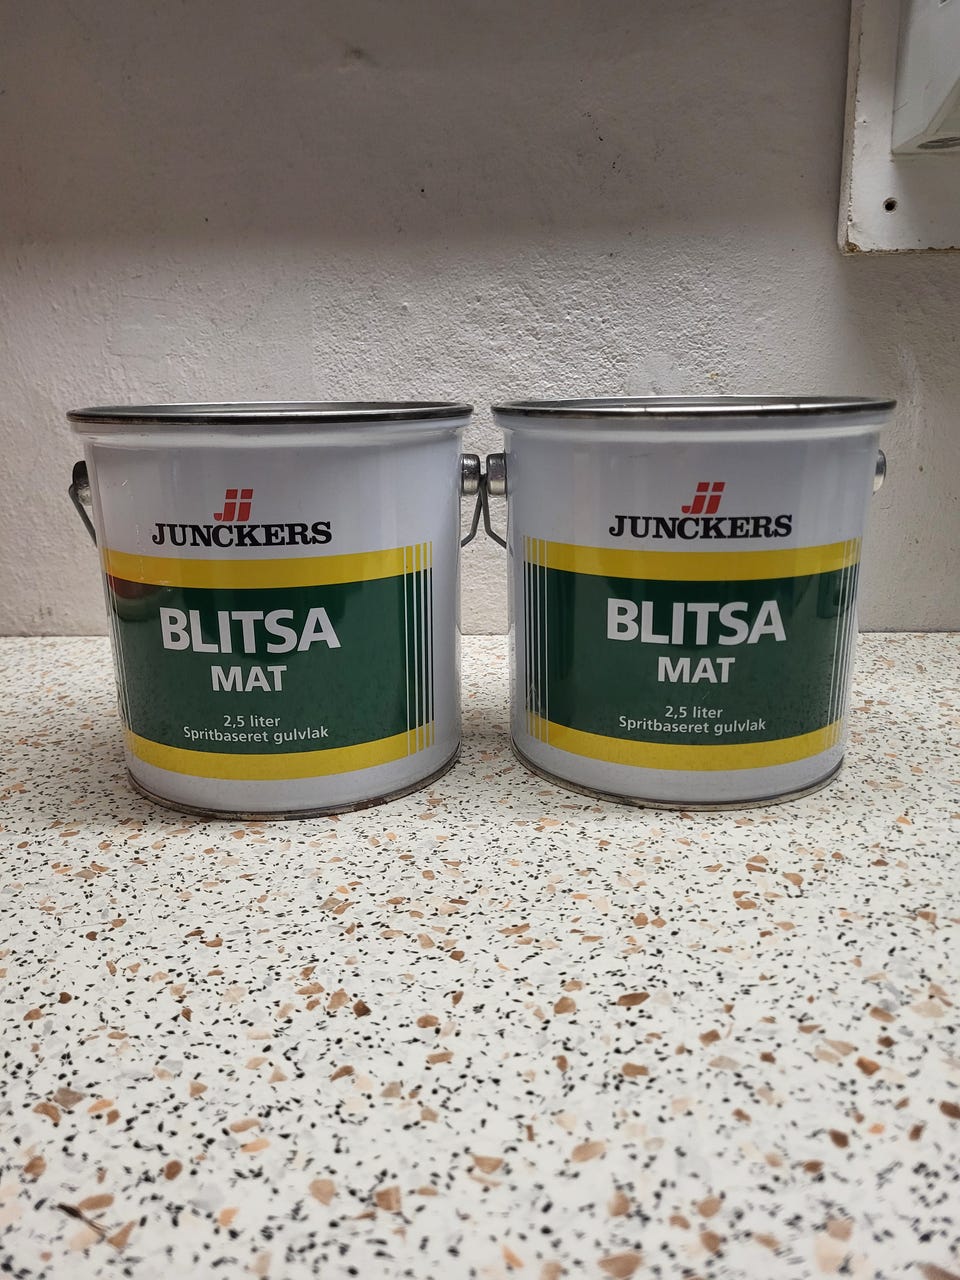 JUNCKERS
BLITSA
MAT
2,5 liter
Spritbaseret gulvlak
JUNCKERS
BLITSA
MAT
2,5 liter
Spritbaseret gulvlak